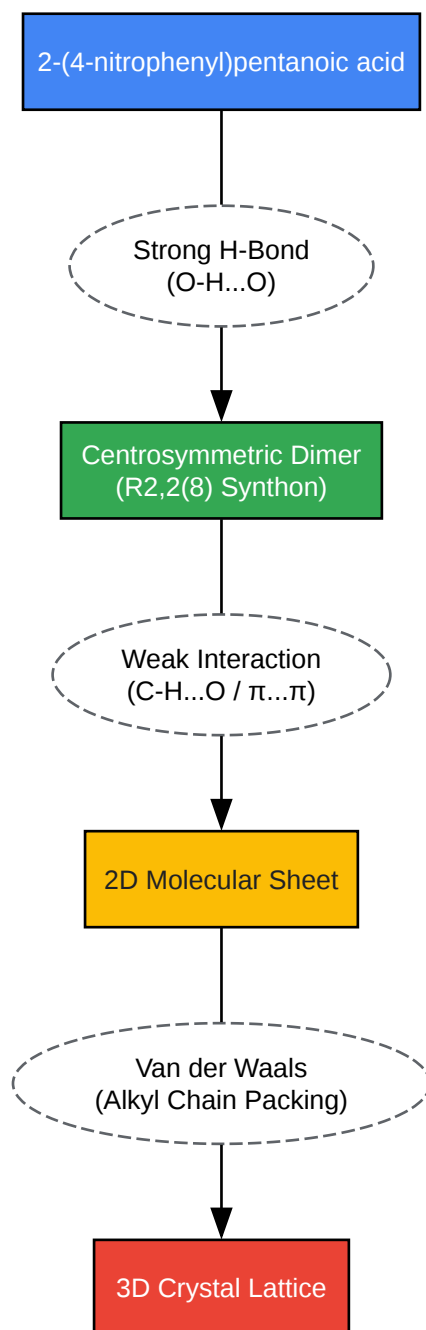 2-(4-nitrophenyl)pentanoic acid
Strong H-Bond
(O-H...O)
Centrosymmetric Dimer
(R2,2(8) Synthon)
Weak Interaction
(C-H...O / π...π)
2D Molecular Sheet
Van der Waals
(Alkyl Chain Packing)
3D Crystal Lattice